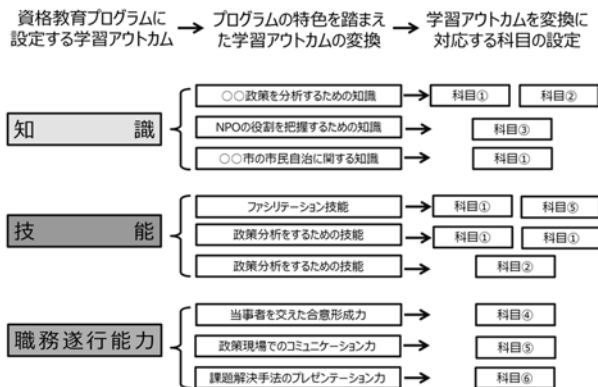 資格教育プログラムに
設定する学習アウトカム
プログラムの特色を踏まえ
た学習アウトカムの変換
学習アウトカムを変換に
対応する科目の設定
知 識
○○政策を分析するための知識
科目①
科目②
NPOの役割を把握するための知識
科目③
○○市の市民自治に関する知識
科目①
技 能
ファシリテーション技能
科目①
科目⑤
政策分析をするための技能
科目①
科目①
政策分析をするための技能
科目②
職務遂行能力
当事者を交えた合意形成力
科目④
政策現場でのコミュニケーション力
科目⑤
課題解決手法のプレゼンテーション力
科目⑥